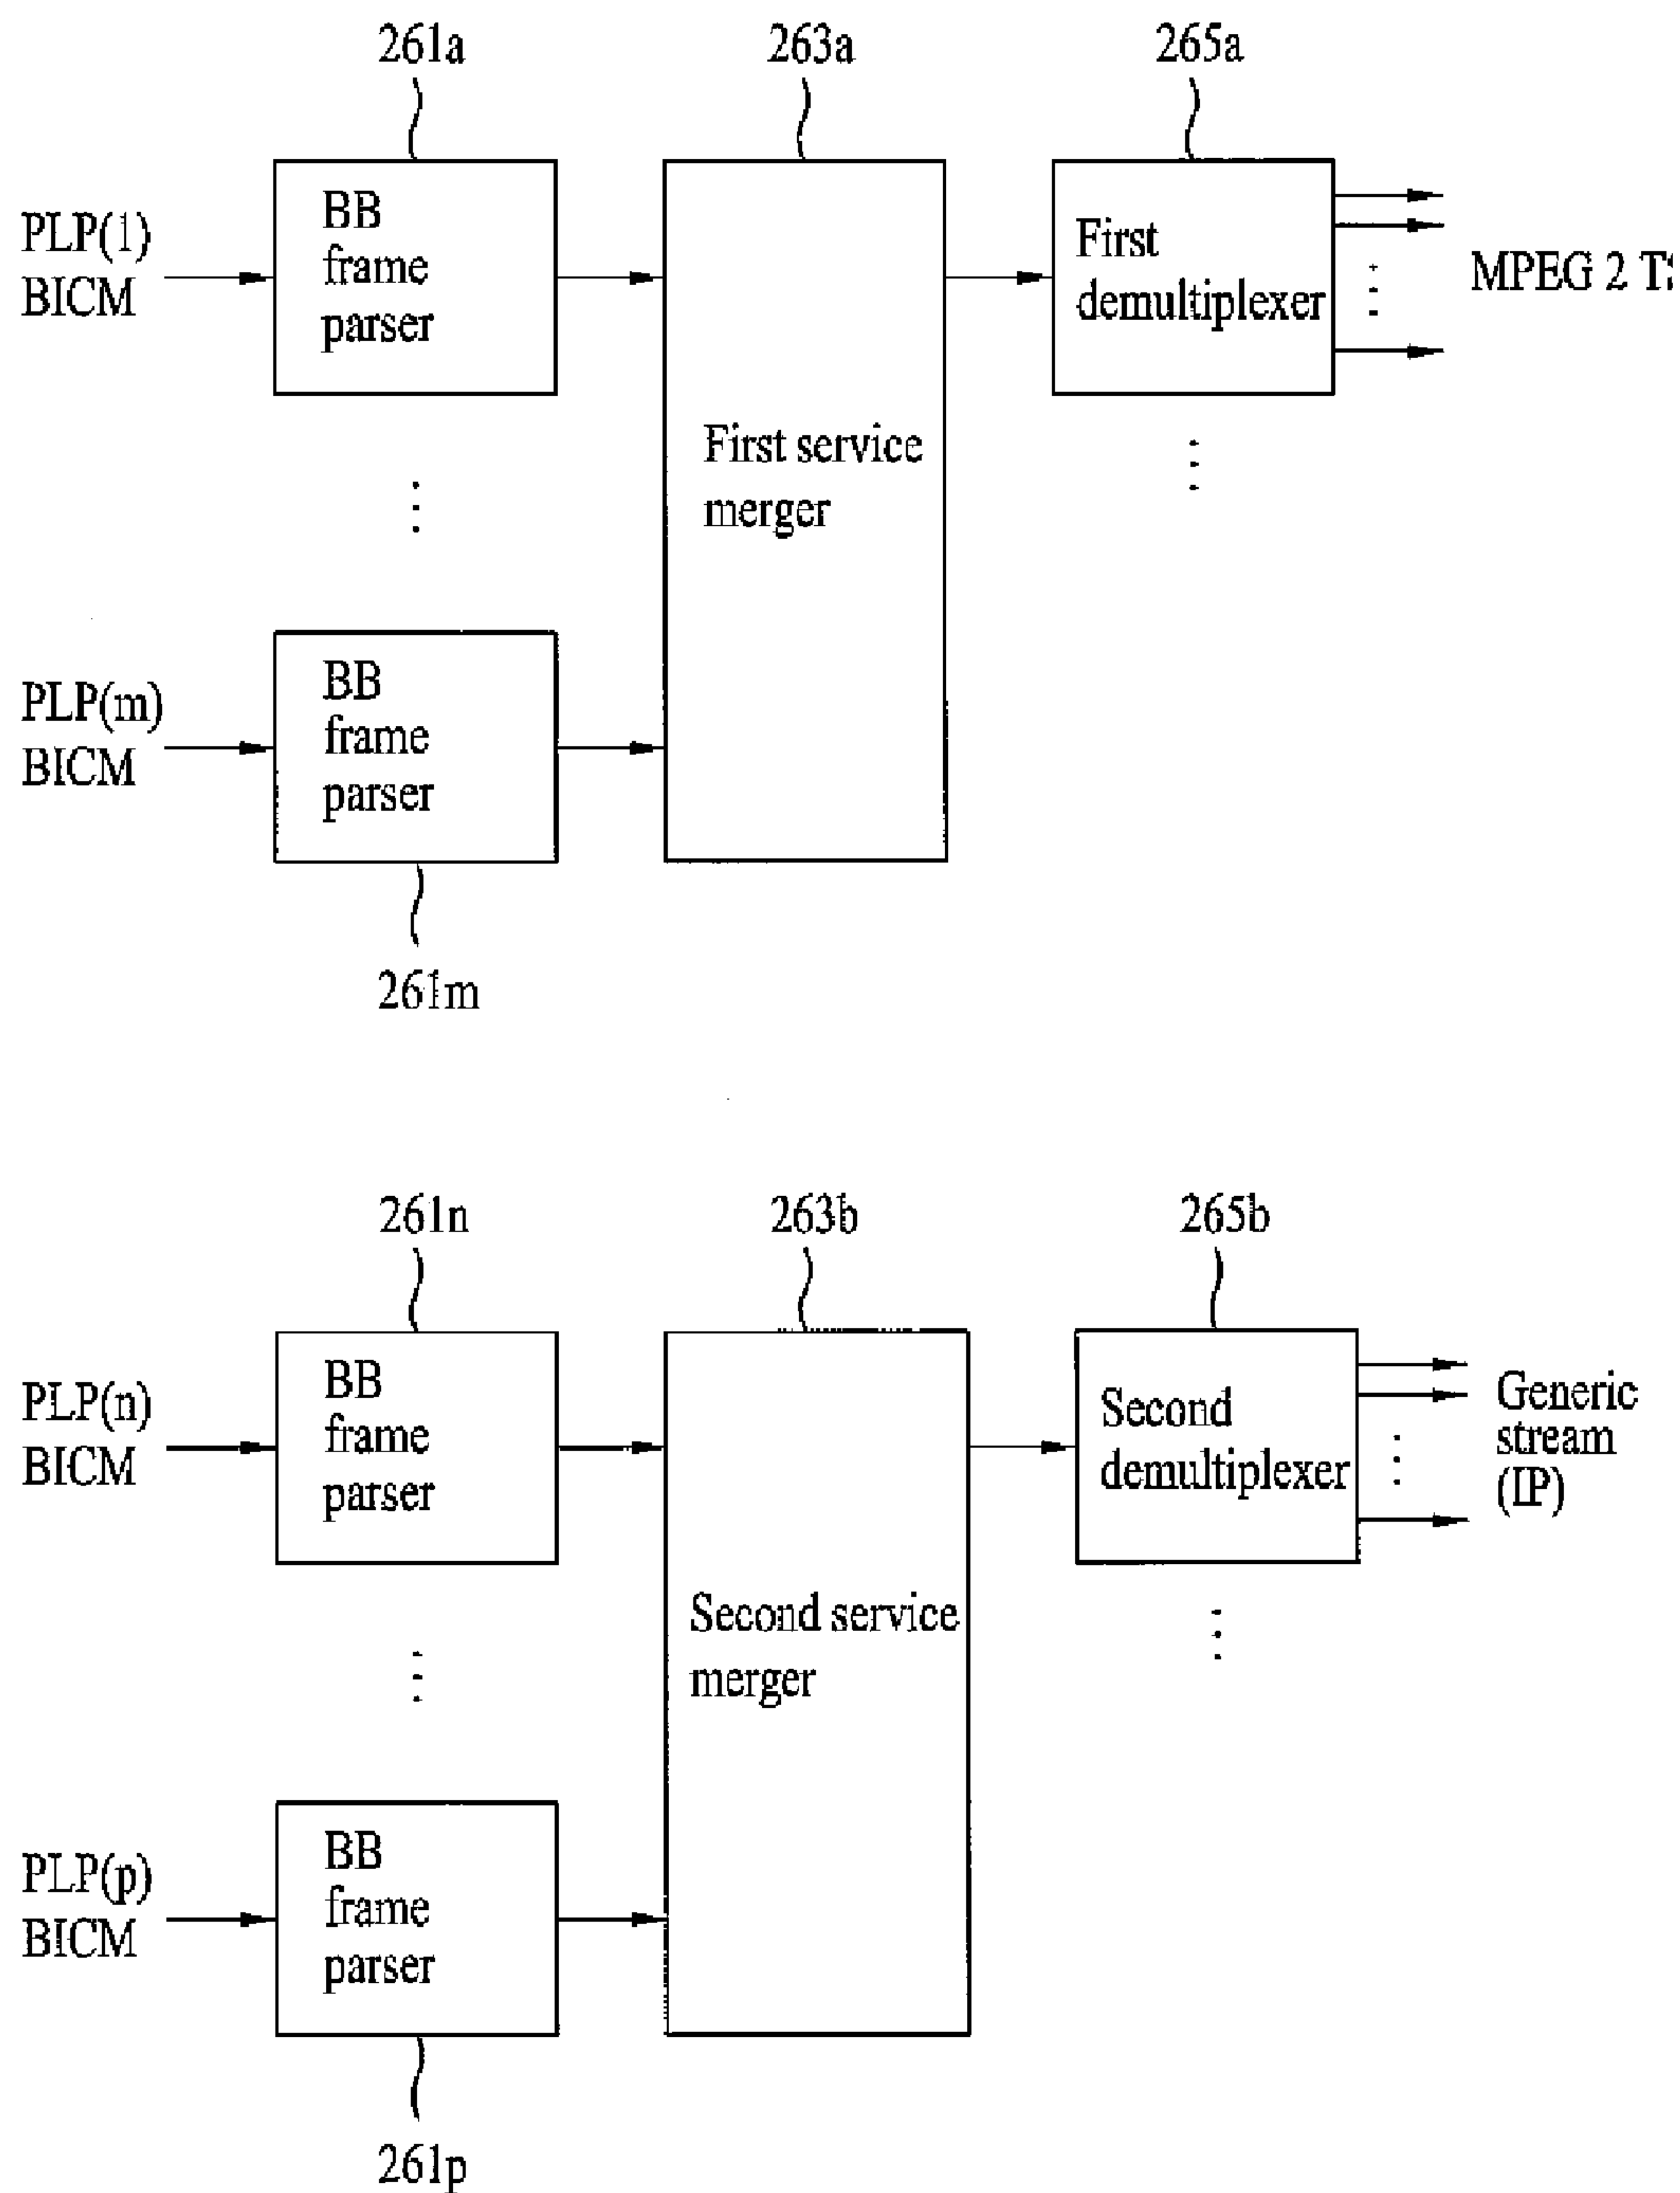 261a
263a
265a
PLP(1)
BICM
BB
frame
parser
First service
merger
First
demultiplexer
MPEG 2
PLP(m)
BICM
BB
frame
parser
261m
261n
263b
265b
PLP(n)
BICM
BB
frame
parser
Second service
merger
Second
demultiplexer
Generic
stream
(IP)
PLP(p)
BICM
BB
frame
parser
261p